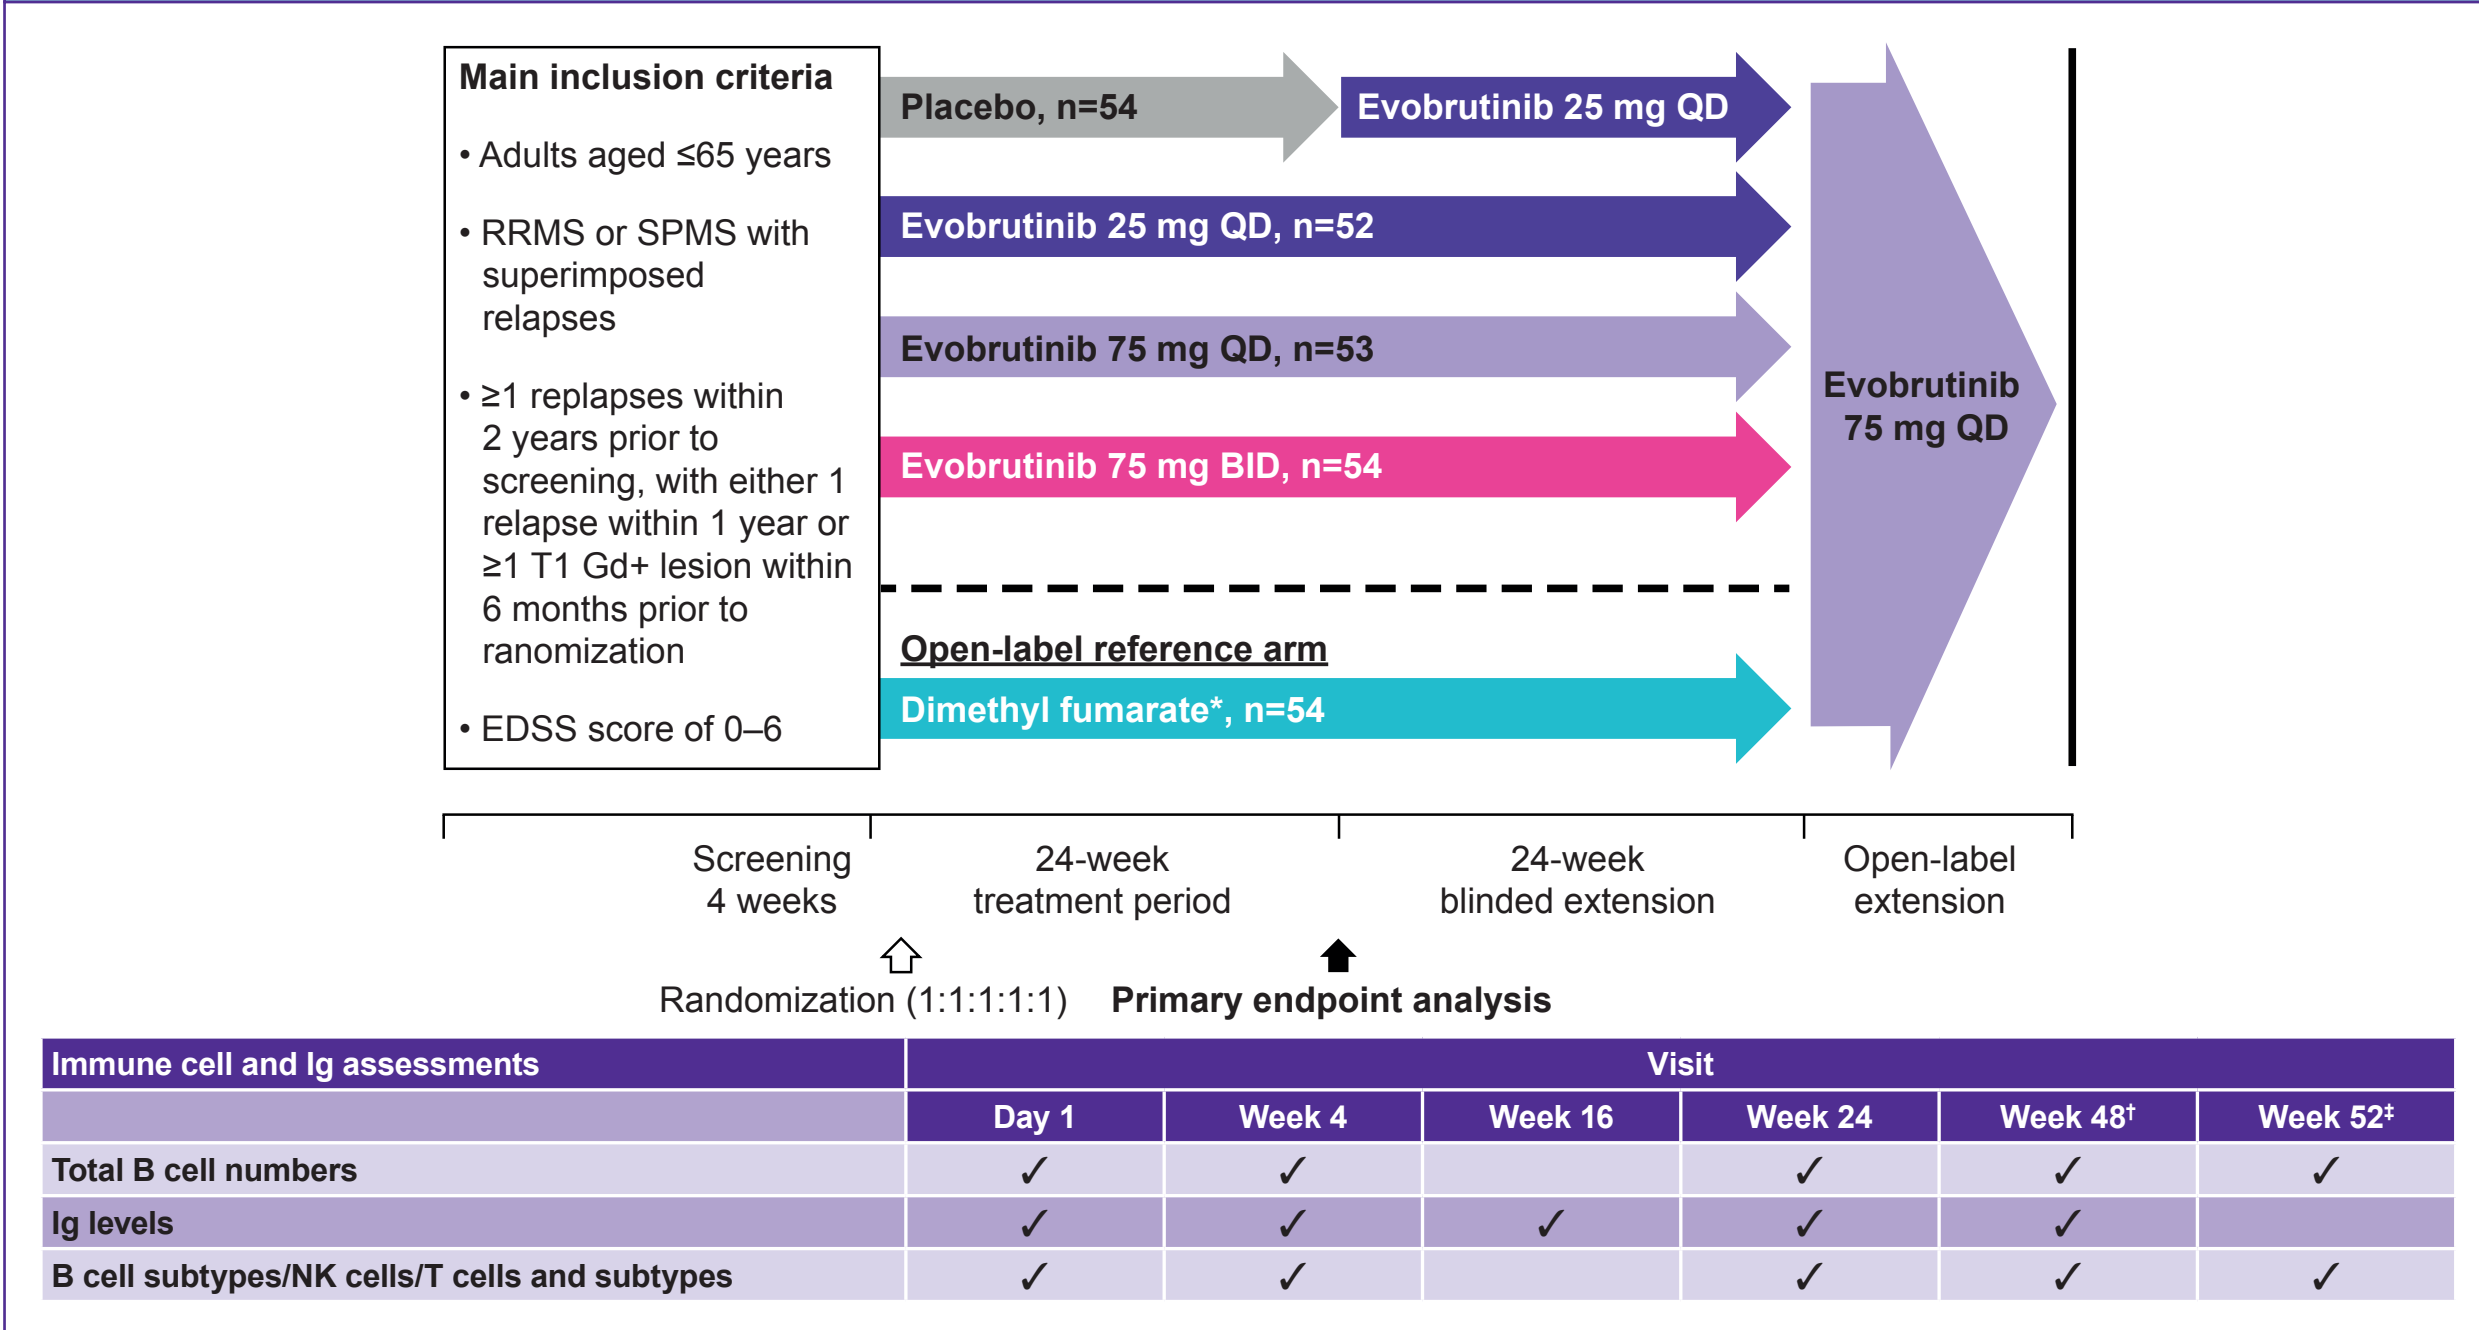 Main inclusion criteria
• Adults aged ≤65 years
• RRMS or SPMS with
superimposed
relapses
• ≥1 replapses within
2 years prior to
screening, with either 1
relapse within 1 year or
≥1 T1 Gd+ lesion within
6 months prior to
ranomization
• EDSS score of 0–6
Placebo, n=54
Evobrutinib 25 mg QD
Evobrutinib 25 mg QD, n=52
Evobrutinib 75 mg QD, n=53
Evobrutinib 75 mg BID, n=54
Open-label reference arm
Dimethyl fumarate*, n=54
Evobrutinib
75 mg QD
Screening
4 weeks
24-week
treatment period
24-week
blinded extension
Open-label
extension
Randomization (1:1:1:1:1)
Primary endpoint analysis
Immune cell and Ig assessments Visit
Day 1 Week 4 Week 16 Week 24 Week 48† Week 52‡
Total B cell numbers ✓ ✓ ✓ ✓ ✓
Ig levels ✓ ✓ ✓ ✓ ✓
B cell subtypes/NK cells/T cells and subtypes ✓ ✓ ✓ ✓ ✓